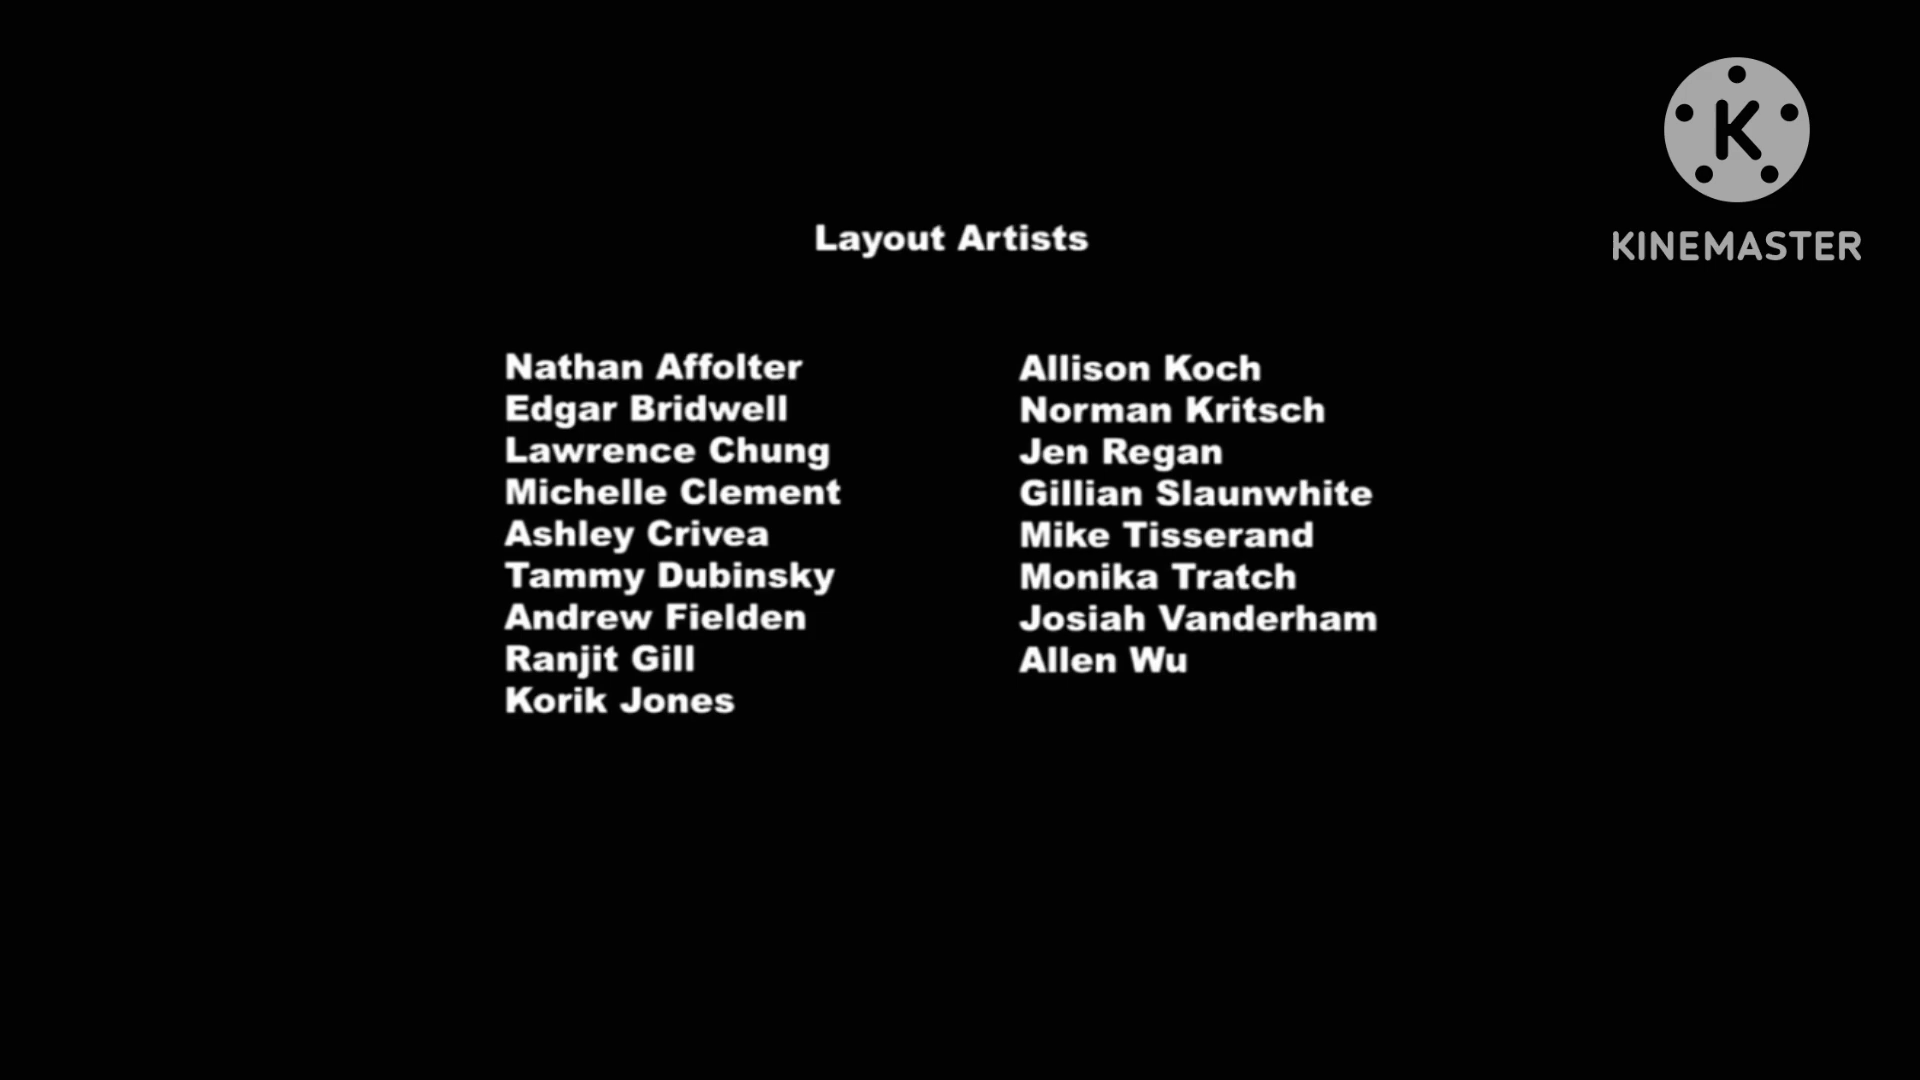 K
KINEMASTER
Layout Artists
Nathan Affolter
Edgar Bridwell
Lawrence Chung
Michelle Clement
Ashley Crivea
Tammy Dubinsky
Andrew Fielden
Ranjit Gill
Korik Jones
Allison Koch
Norman Kritsch
Jen Regan
Gillian Slaunwhite
Mike Tisserand
Monika Tratch
Josiah Vanderham
Allen Wu